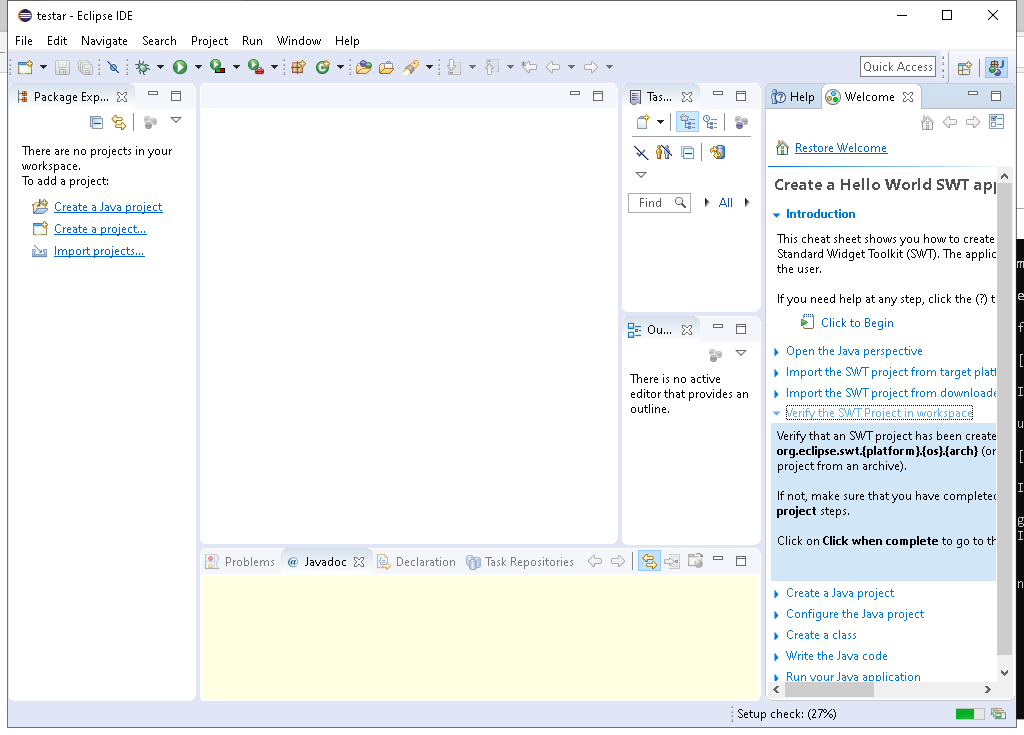 testar - Eclipse IDE
File Edit Navigate Search Project Run Window Help
Quick Access
Package Exp...
There are no projects in your
workspace.
To add a project:
Create a Java project
Create a project...
Import projects...
Tas...
Find
All
Ou...
There is no active
editor that provides an
outline.
Problems @ Javadoc Declaration Task Repositories
Help Welcome
Restore Welcome
Create a Hello World SWT app
Introduction
This cheat sheet shows you how to create
Standard Widget Toolkit (SWT). The applic
the user.
If you need help at any step, click the (?) t
Click to Begin
Open the Java perspective
Import the SWT project from target platf
Import the SWT project from downloade
Verify the SWT Project in workspace
Verify that an SWT project has been create
org.eclipse.swt.{platform}.{os}.{arch} (or
project from an archive).
If not, make sure that you have completed
project steps.
Click on Click when complete to go to th
Create a Java project
Configure the Java project
Create a class
Write the Java code
Run your Java application
Setup check: (27%)